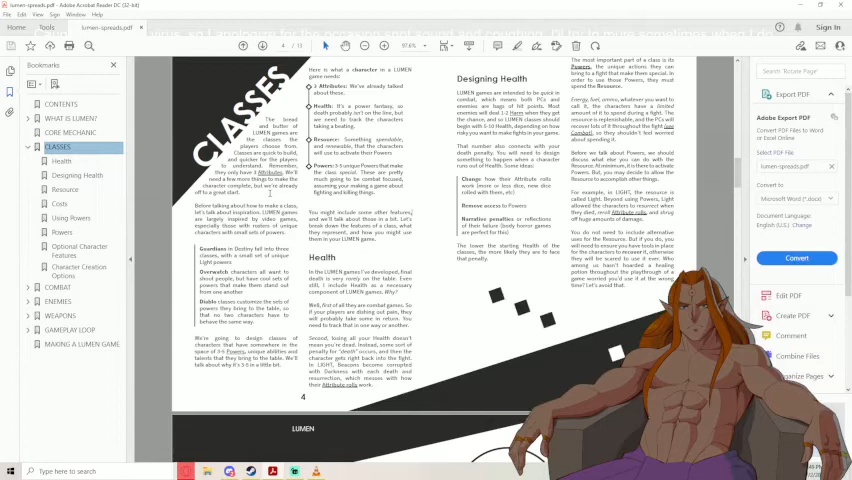 lumen-spreads.pdf - Adobe Acrobat Reader DC (32-bit)
File Edit View Sign Window Help
Home Tools lumen-spreads.pdf × Sign In
4 / 13 97.6%
Bookmarks
CONTENTS
WHAT IS LUMEN?
CORE MECHANIC
CLASSES
Health
Designing Health
Resource
Costs
Using Powers
Powers
Optional Character
Features
Character Creation
Options
COMBAT
ENEMIES
WEAPONS
GAMEPLAY LOOP
MAKING A LUMEN GAME
CLASSES
The bread
and butter of
LUMEN games are
the classes the
players choose from.
Classes are quick to build,
and quicker for the players
to understand. Remember,
they only have 3 Attributes. We'll
need a few more things to make the
character complete, but we're already
off to a great start.
Before talking about how to make a class,
let's talk about inspiration. LUMEN games
are largely inspired by video games,
especially those with rosters of unique
characters with small sets of powers.
Guardians in Destiny fall into three
classes, with a small set of unique
Light powers
Overwatch characters all want to
shoot people, but have cool sets of
powers that make them stand out
from one another
Diablo classes customize the sets of
powers they bring to the table, so
that no two characters have to
behave the same way.
We're going to design classes of
characters that have somewhere in the
space of 3-5 Powers, unique abilities and
talents that they bring to the table. We'll
talk about why it's 3-5 in a little bit.
Here is what a character in a LUMEN
game needs!
3 Attributes: We've already talked
about these.
Health: It's a power fantasy, so
death probably isn't on the line, but
we need to track the characters
taking a beating.
Resource: Something spendable,
and renewable, that the characters
will use to activate their Powers
Powers: 3-5 unique Powers that make
the class special. These are pretty
much going to be combat focused,
assuming your making a game about
fighting and killing things.
You might include some other features,
and we'll talk about those in a bit. Let's
break down the features of a class, what
they represent, and how you might use
them in your LUMEN game.
Health
In the LUMEN games I've developed, final
death is very rarely on the table. Even
still, I include Health as a necessary
component of LUMEN games. Why?
Well, first of all they are combat games. So
if your players are dishing out pain, they
will probably take some in return. You
need to track that in one way or another.
Second, losing all your Health doesn't
mean you're dead. Instead, some sort of
penalty for "death" occurs, and then the
character gets right back into the fight.
In LIGHT, Beacons become corrupted
with Darkness with each death and
resurrection, which messes with how
their Attribute rolls work.
4
Designing Health
LUMEN games are intended to be quick in
combat, which means both PCs and
enemies are bags of hit points. Most
enemies will deal 1-2 Harm when they get
the chance, and so LUMEN classes should
begin with 5-10 Health, depending on how
risky you want to make fights in your game.
That number also connects with your
death penalty. You will need to design
something to happen when a character
runs out of Health. Some ideas:
Change how their Attribute rolls
work (more or less dice, new dice
rolled with them, etc)
Remove access to Powers
Narrative penalties or reflections
of their failure (body horror games
are perfect for this)
The lower the starting Health of the
classes, the more likely they are to face
that penalty.
The most important part of a class is its
Powers, the unique actions they can
bring to a fight that make them special. In
order to use those Powers, they must
spend the Resource.
Energy, fuel, ammo, whatever you want to
call it, the characters have a limited
amount of it to spend during a fight. The
resource is replenishable, and the PCs will
recover lots of it throughout the fight (see
Combat), so they shouldn't feel worried
about spending it.
Before we talk about Powers, we should
discuss what else you can do with the
Resource. At minimum, it is there to activate
Powers. But, you may decide to allow the
Resource to accomplish other things.
For example, in LIGHT, the resource is
called Light. Beyond using Powers, Light
allowed the characters to resurrect when
they died, resist Attribute rolls, and shrug
off huge amounts of damage.
You do not need to include alternative
uses for the Resource. But if you do, you
will need to ensure you have tools in place
for the characters to recover it, otherwise
they will be scared to use it ever. Who
among us hasn't hoarded a healing
potion throughout the playthrough of a
game worried you'd use it at the wrong
time? Let's avoid that.
LUMEN
Search 'Rotate Page'
Export PDF
Adobe Export PDF
Convert PDF Files to Word
or Excel Online
Select PDF File
lumen-spreads.pdf ×
Convert to
Microsoft Word (*.docx)
Document Language:
English (U.S.) Change
Convert
Edit PDF
Create PDF
Comment
Combine Files
Organize Pages
Type here to search